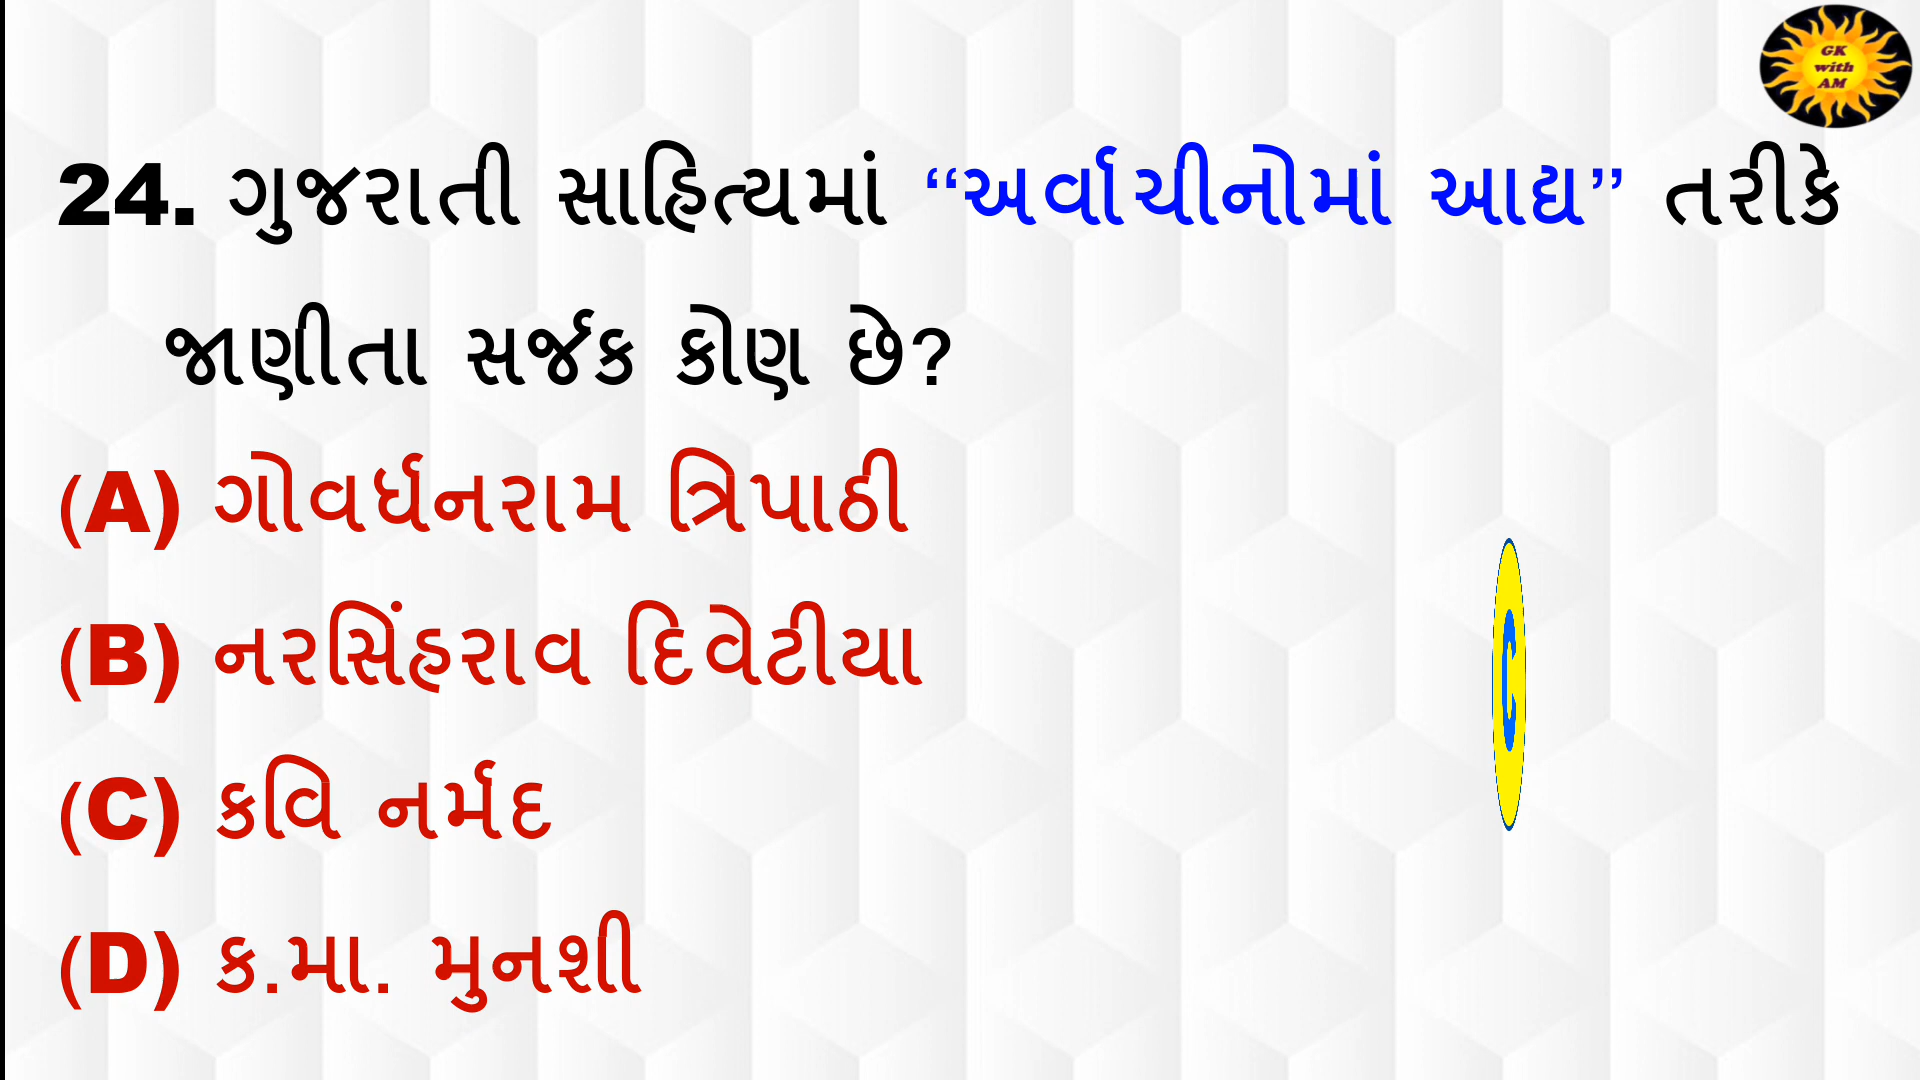 GK
with
AM
24. ગુજરાતી સાહિત્યમાં “અર્વાચીનોમાં આદ્ય” તરીકે
જાણીતા સર્જક કોણ છે?
(A) ગોવર્ધનરામ ત્રિપાઠી
(B) નરસિંહરાવ દિવેટીયા
(C) કવિ નર્મદ
(D) ક.મા. મુનશી
C